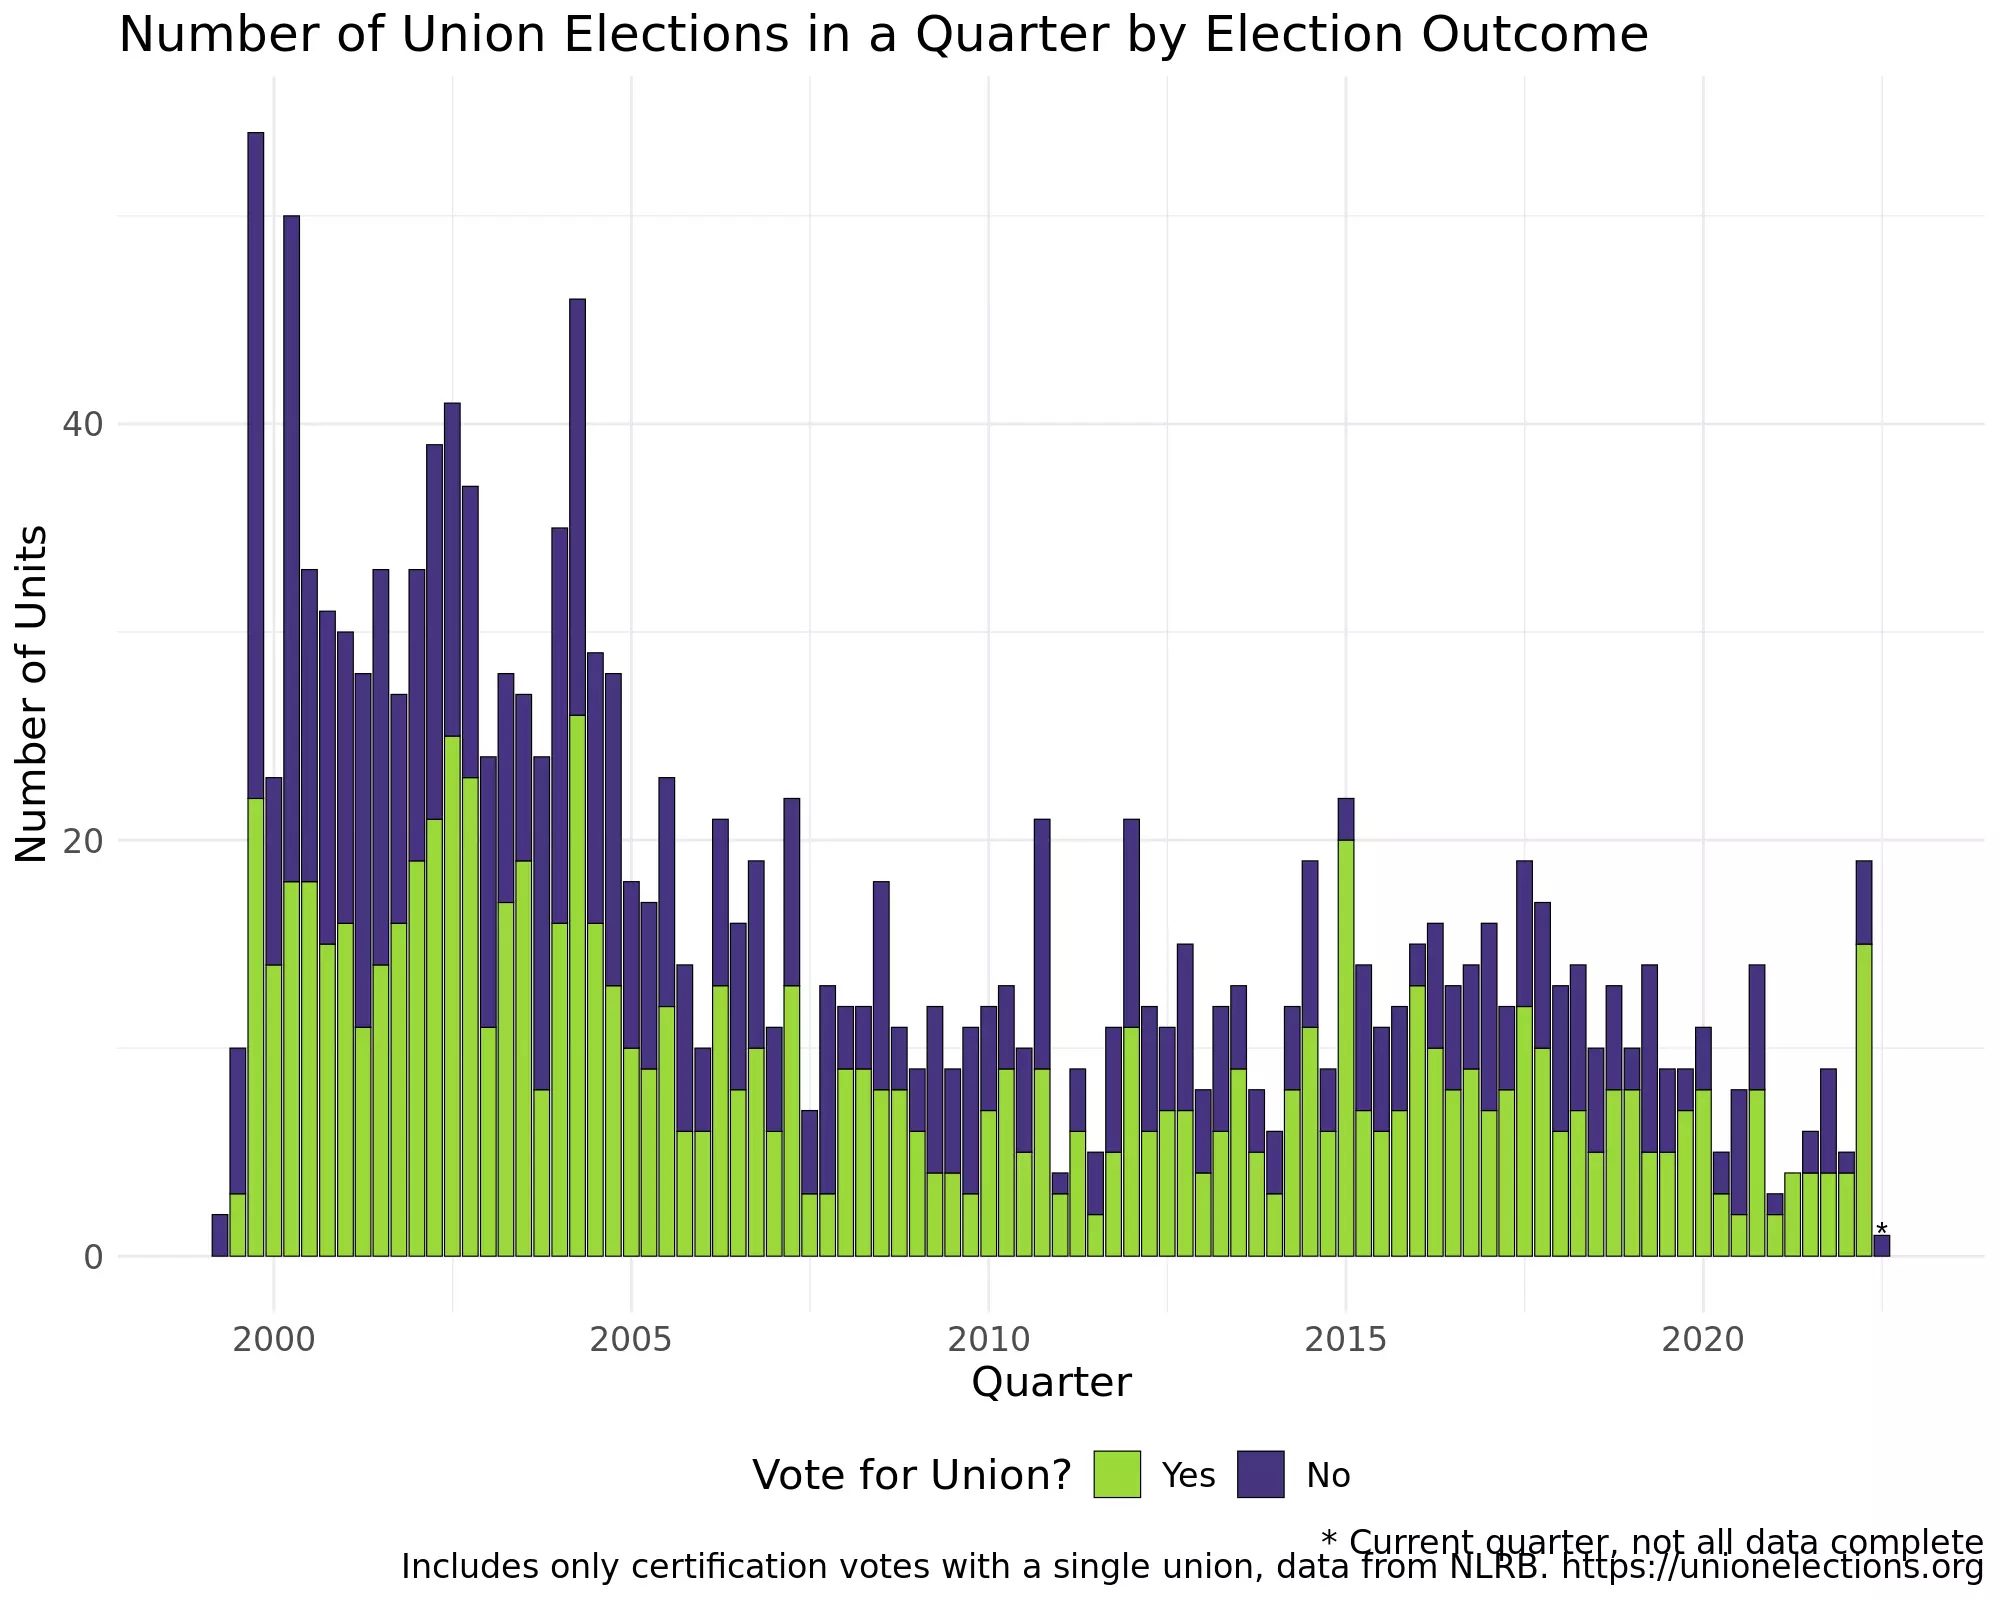 Number of Union Elections in a Quarter by Election Outcome
Number of Units
40
20
0
*
2000 2005 2010 2015 2020
Quarter
Vote for Union? Yes No
* Current quarter, not all data complete
Includes only certification votes with a single union, data from NLRB. https://unionelections.org